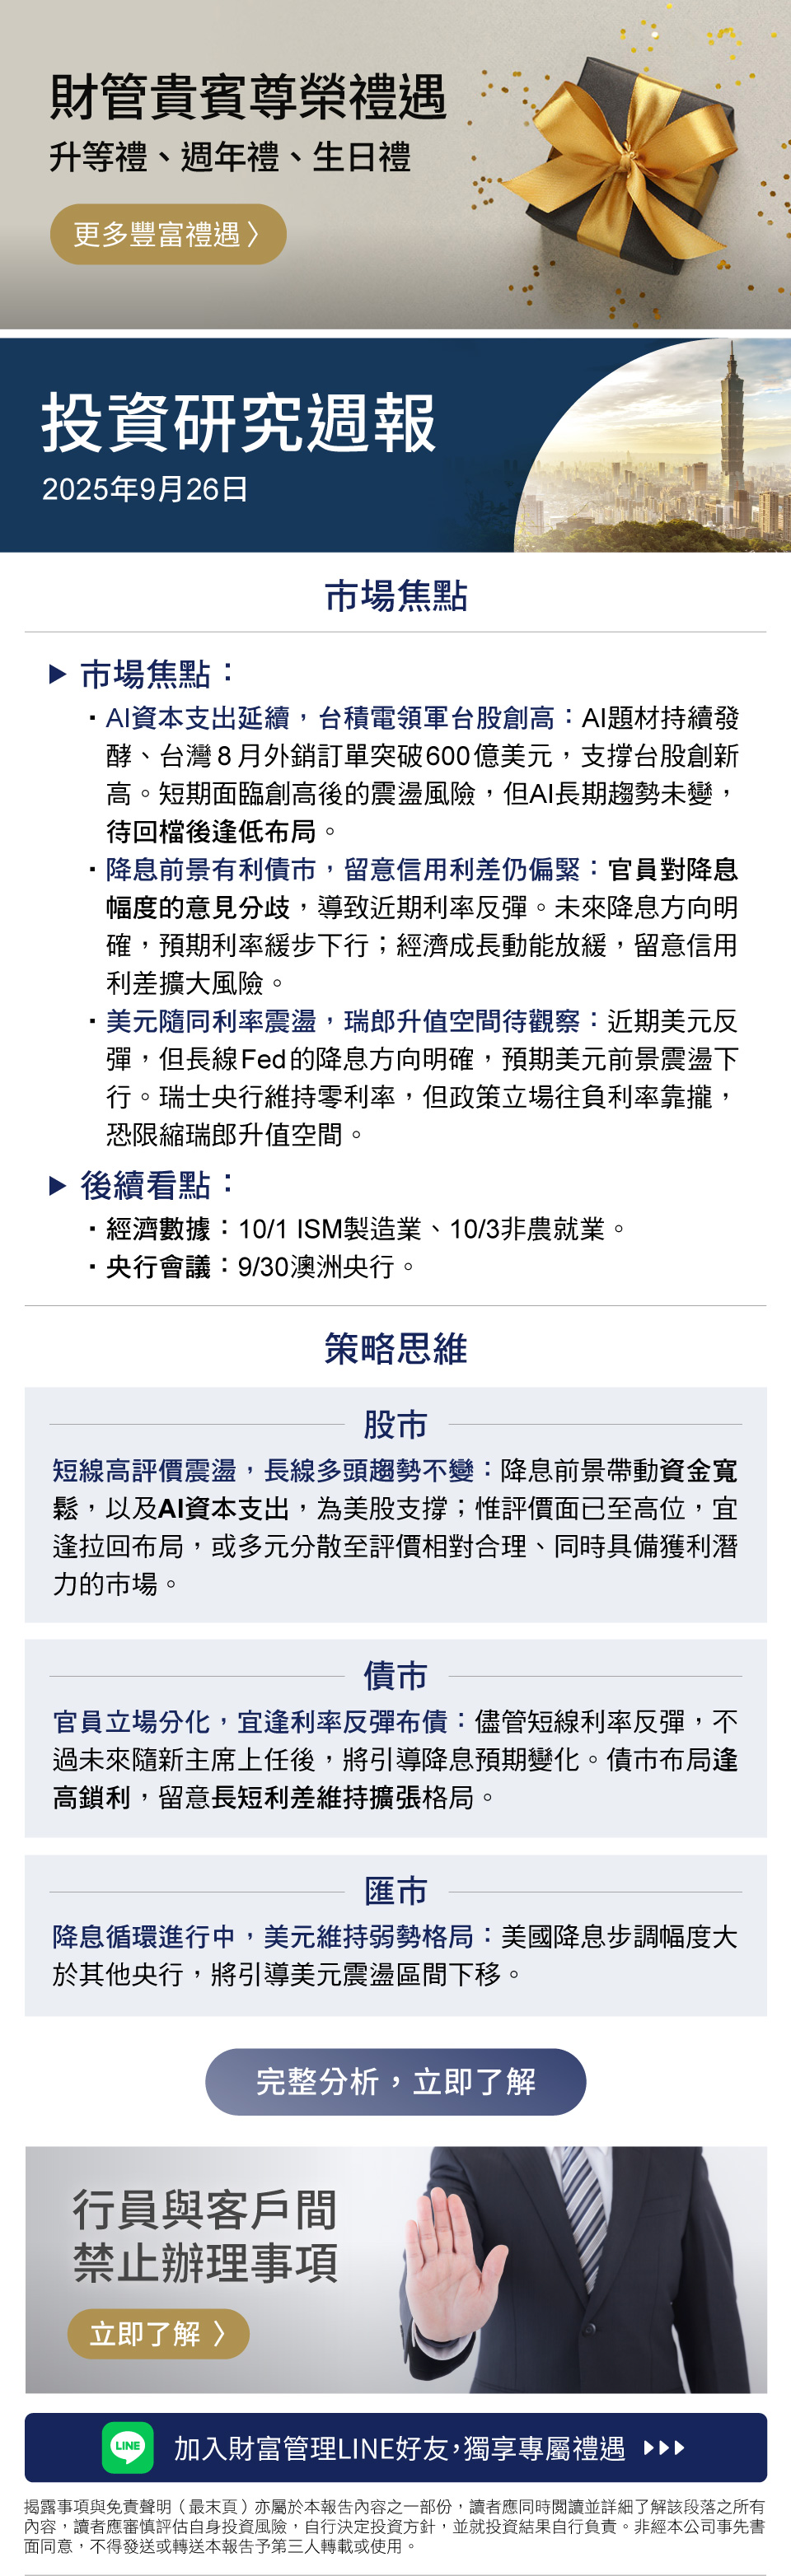 財管貴賓尊榮禮遇
升等禮、週年禮、生日禮
更多豐富禮遇 〉
投資研究週報
2025年9月26日
市場焦點
▶ 市場焦點：
▪ AI資本支出延續，台積電領軍台股創高：AI題材持續發
酵、台灣 8 月外銷訂單突破600億美元，支撐台股創新
高。短期面臨創高後的震盪風險，但AI長期趨勢未變，
待回檔後逢低布局。
▪ 降息前景有利債市，留意信用利差仍偏緊：官員對降息
幅度的意見分歧，導致近期利率反彈。未來降息方向明
確，預期利率緩步下行；經濟成長動能放緩，留意信用
利差擴大風險。
▪ 美元隨同利率震盪，瑞郎升值空間待觀察：近期美元反
彈，但長線Fed的降息方向明確，預期美元前景震盪下
行。瑞士央行維持零利率，但政策立場往負利率靠攏，
恐限縮瑞郎升值空間。
▶ 後續看點：
▪ 經濟數據：10/1 ISM製造業、10/3非農就業。
▪ 央行會議：9/30澳洲央行。
策略思維
股市
短線高評價震盪，長線多頭趨勢不變：降息前景帶動資金寬
鬆，以及AI資本支出，為美股支撐；惟評價面已至高位，宜
逢拉回布局，或多元分散至評價相對合理、同時具備獲利潛
力的市場。
債市
官員立場分化，宜逢利率反彈布債：儘管短線利率反彈，不
過未來隨新主席上任後，將引導降息預期變化。債市布局逢
高鎖利，留意長短利差維持擴張格局。
匯市
降息循環進行中，美元維持弱勢格局：美國降息步調幅度大
於其他央行，將引導美元震盪區間下移。
完整分析，立即了解
行員與客戶間
禁止辦理事項
立即了解 〉
LINE
加入財富管理LINE好友，獨享專屬禮遇
揭露事項與免責聲明（最末頁）亦屬於本報告內容之一部份，讀者應同時閱讀並詳細了解該段落之所有
內容，讀者應審慎評估自身投資風險，自行決定投資方針，並就投資結果自行負責。非經本公司事先書
面同意，不得發送或轉送本報告予第三人轉載或使用。